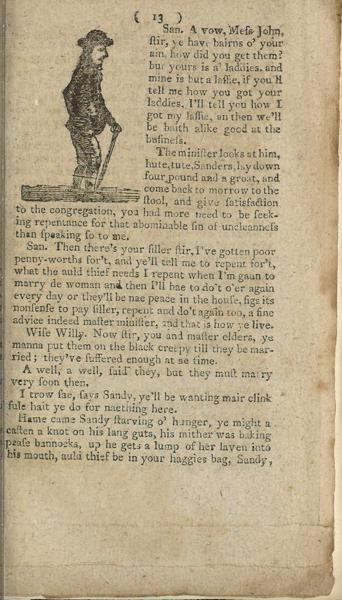 ( 13 )
San. A vow, Mess John,
stir, ye have bairns o' your
ain, how did you get them?
but yours is a' laddies, and
mine is but a lassie, if you'll
tell me how you got your
laddies, I'll tell you how I
got my lassie, an then we'll
be baith alike good at the
business.
The minister looks at him,
hute, tute, Sanders, lay down
four pound and a groat, and
come back to morrow to the
stool, and give satisfaction
to the congregation, you had more need to be seek-
ing repentance for that abominable sin of uncleanness
than speaking so to me.
San. Then there's your siller stir, I've gotten poor
penny-worths for't, and ye'll tell me to repent for't,
what the auld thief needs I repent when I'm gaun to
marry de woman and then I'll hae to do't o'er again
every day or they'll be nae peace in the house, figs its
nonsense to pay siller, repent and do't again too, a fine
advice indeed master minister, and that is how ye live.
Wise Willy. Now stir, you and master elders, ye
manna put them on the black creepy till they be mar-
ried; they've suffered enough at se time.
A well, a well, said they, but they must marry
very soon then.
I trow sae, says Sandy, ye'll be wanting mair clink
fule hait ye do for naething here.
Hame came Sandy starving o' hunger, ye might a
casten a knot on his lang guts, his mither was baking
pease bannocks, up he gets a lump of her laven into
his mouth, auld thief be in your haggies bag, Sandy,